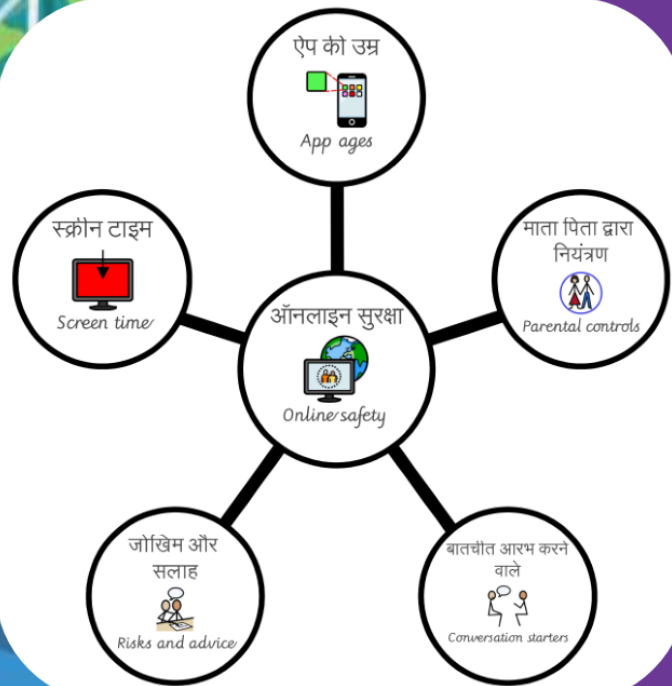 ऐप की उम्र
App ages
स्क्रीन टाइम
Screen time
माता पिता द्वारा
नियंत्रण
Parental controls
ऑनलाइन सुरक्षा
Online safety
जोखिम और
सलाह
Risks and advice
बातचीत आरभ करने
वाले
Conversation starters